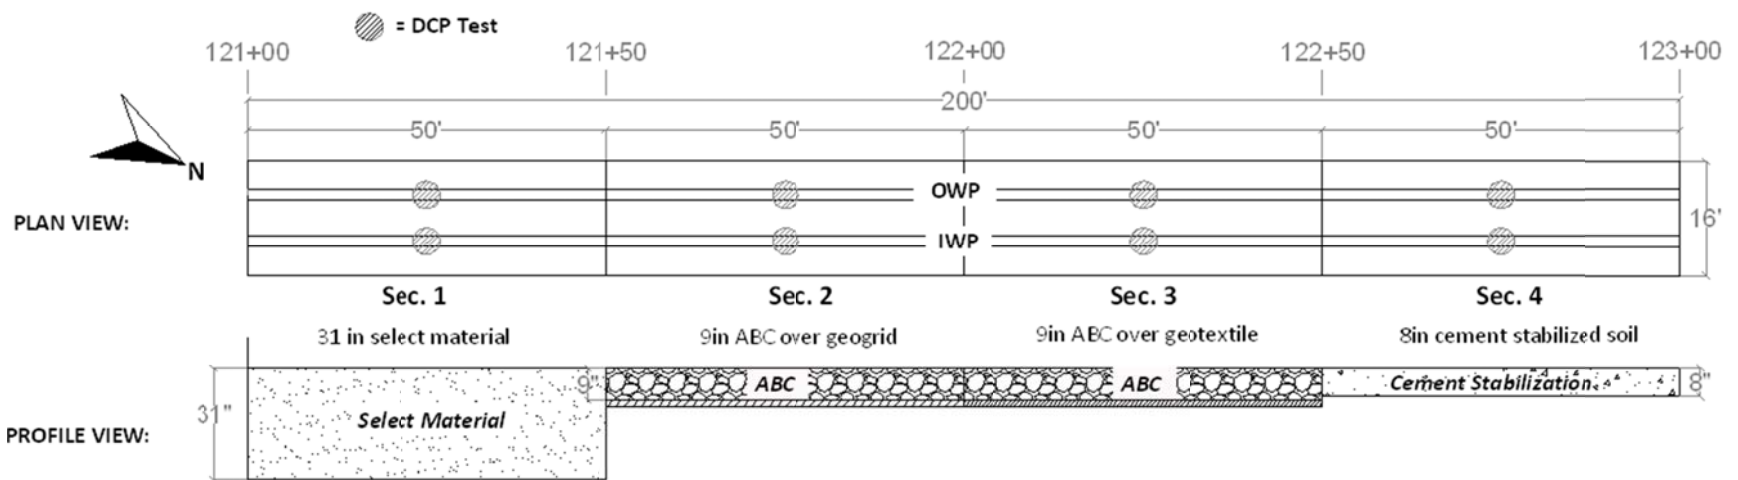 = DCP Test
121+00 121+50 122+00 122+50 123+00
200'
50' 50' 50' 50'
N
OWP
PLAN VIEW:
16'
IWP
Sec. 1 Sec. 2 Sec. 3 Sec. 4
31 in select material 9in ABC over geogrid 9in ABC over geotextile 8in cement stabilized soil
9" ABC ABC Cement Stabilization 8"
31" Select Material
PROFILE VIEW: